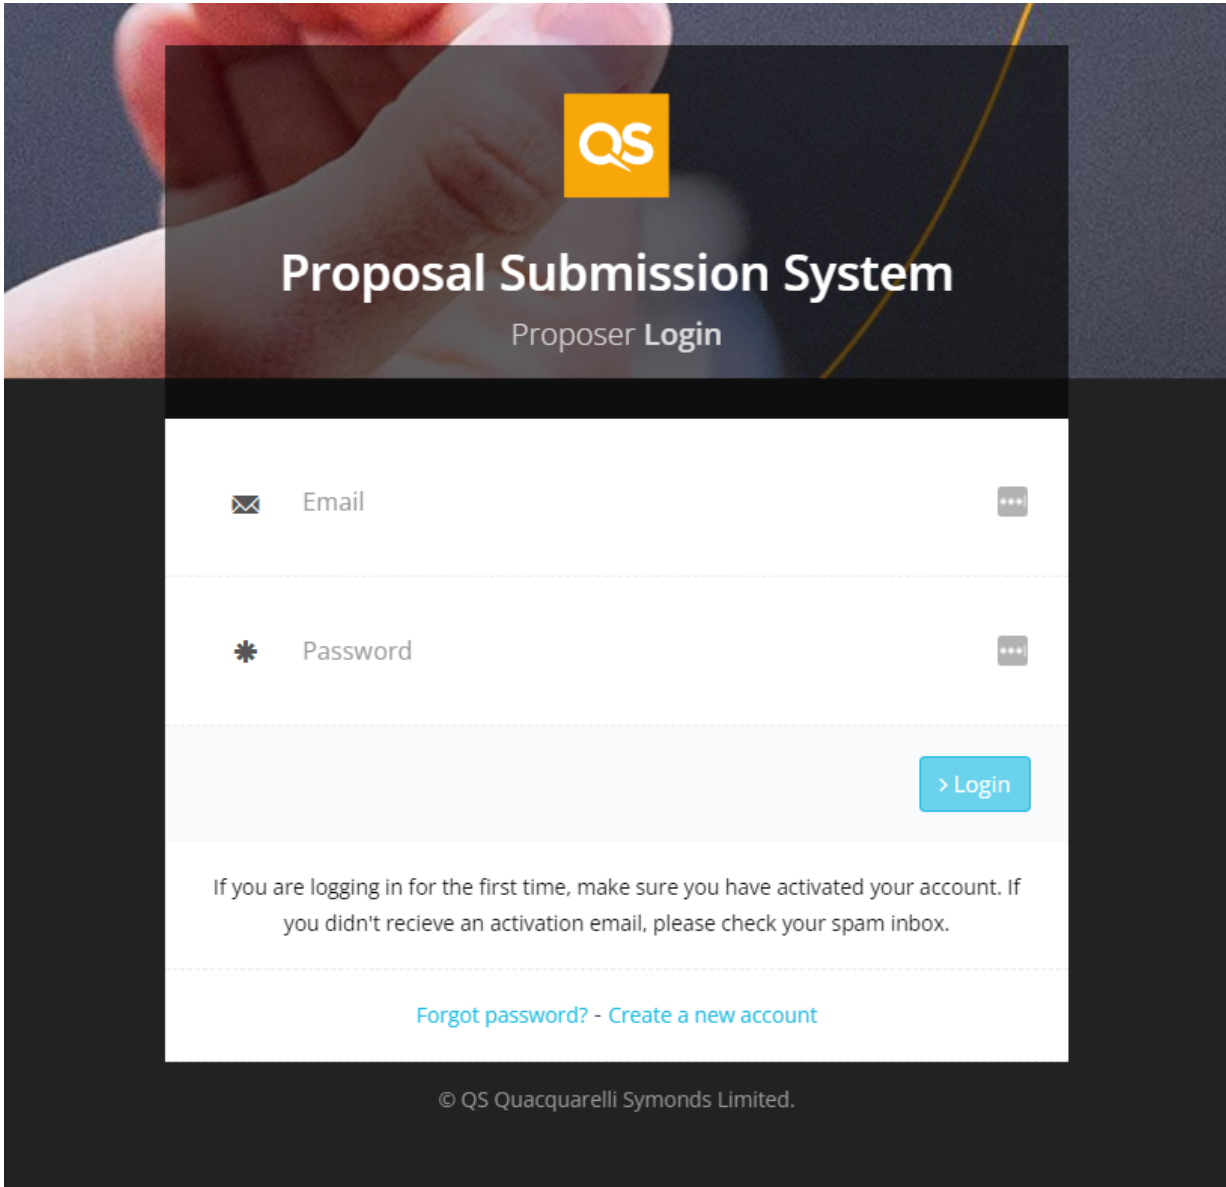 QS
Proposal Submission System
Proposer Login
Email
Password
› Login
If you are logging in for the first time, make sure you have activated your account. If
you didn't recieve an activation email, please check your spam inbox.
Forgot password? - Create a new account
© QS Quacquarelli Symonds Limited.